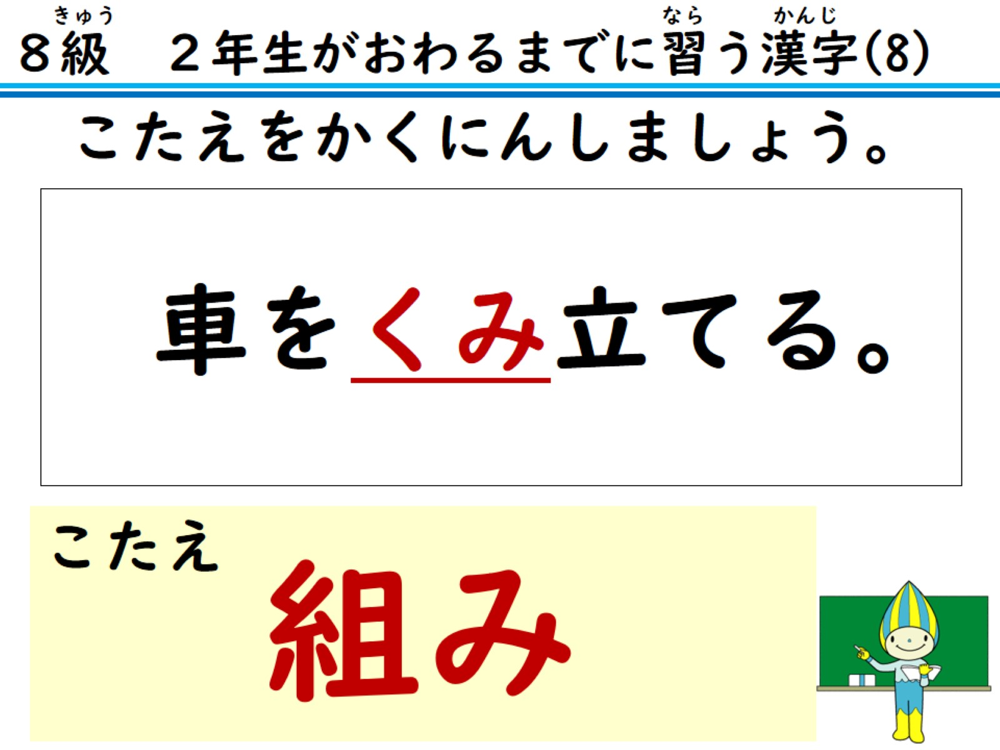 きゅう なら かんじ
８級　２年生がおわるまでに習う漢字(8)
こたえをかくにんしましょう。
車をくみ立てる。
こたえ
組み